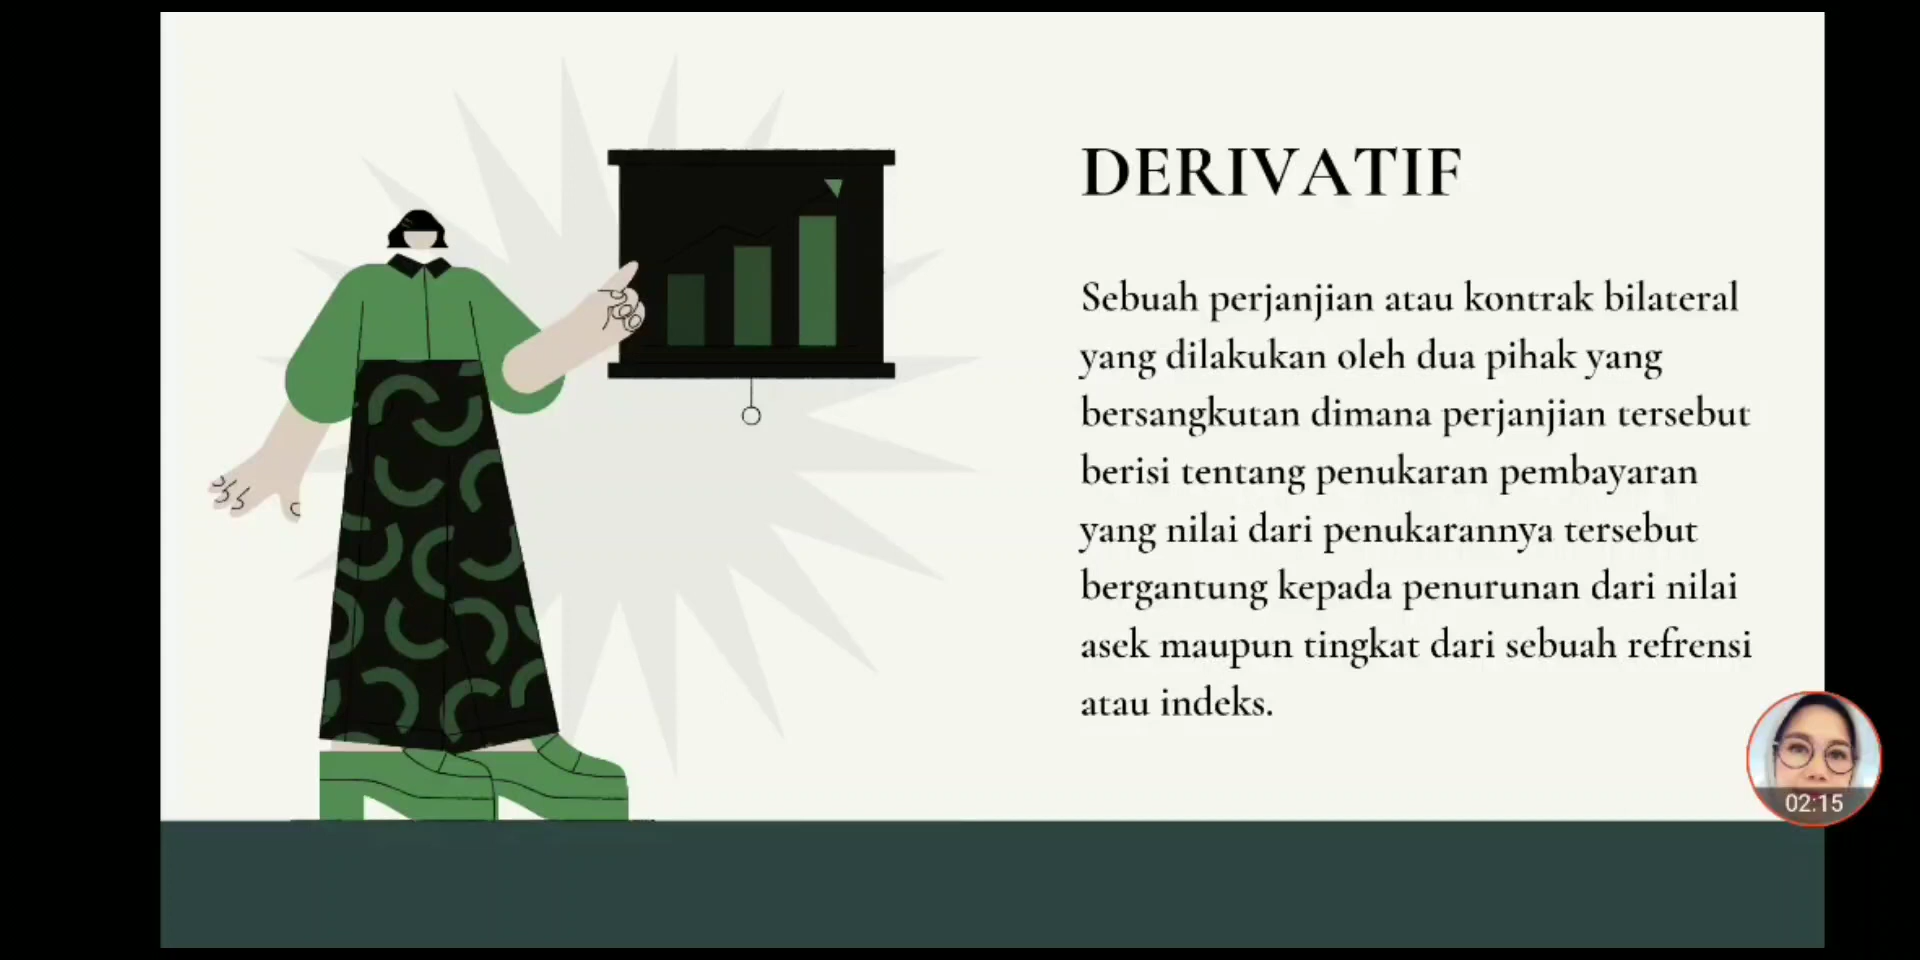 DERIVATIF
Sebuah perjanjian atau kontrak bilateral
yang dilakukan oleh dua pihak yang
bersangkutan dimana perjanjian tersebut
berisi tentang penukaran pembayaran
yang nilai dari penukarannya tersebut
bergantung kepada penurunan dari nilai
asek maupun tingkat dari sebuah refrensi
atau indeks.
02:15